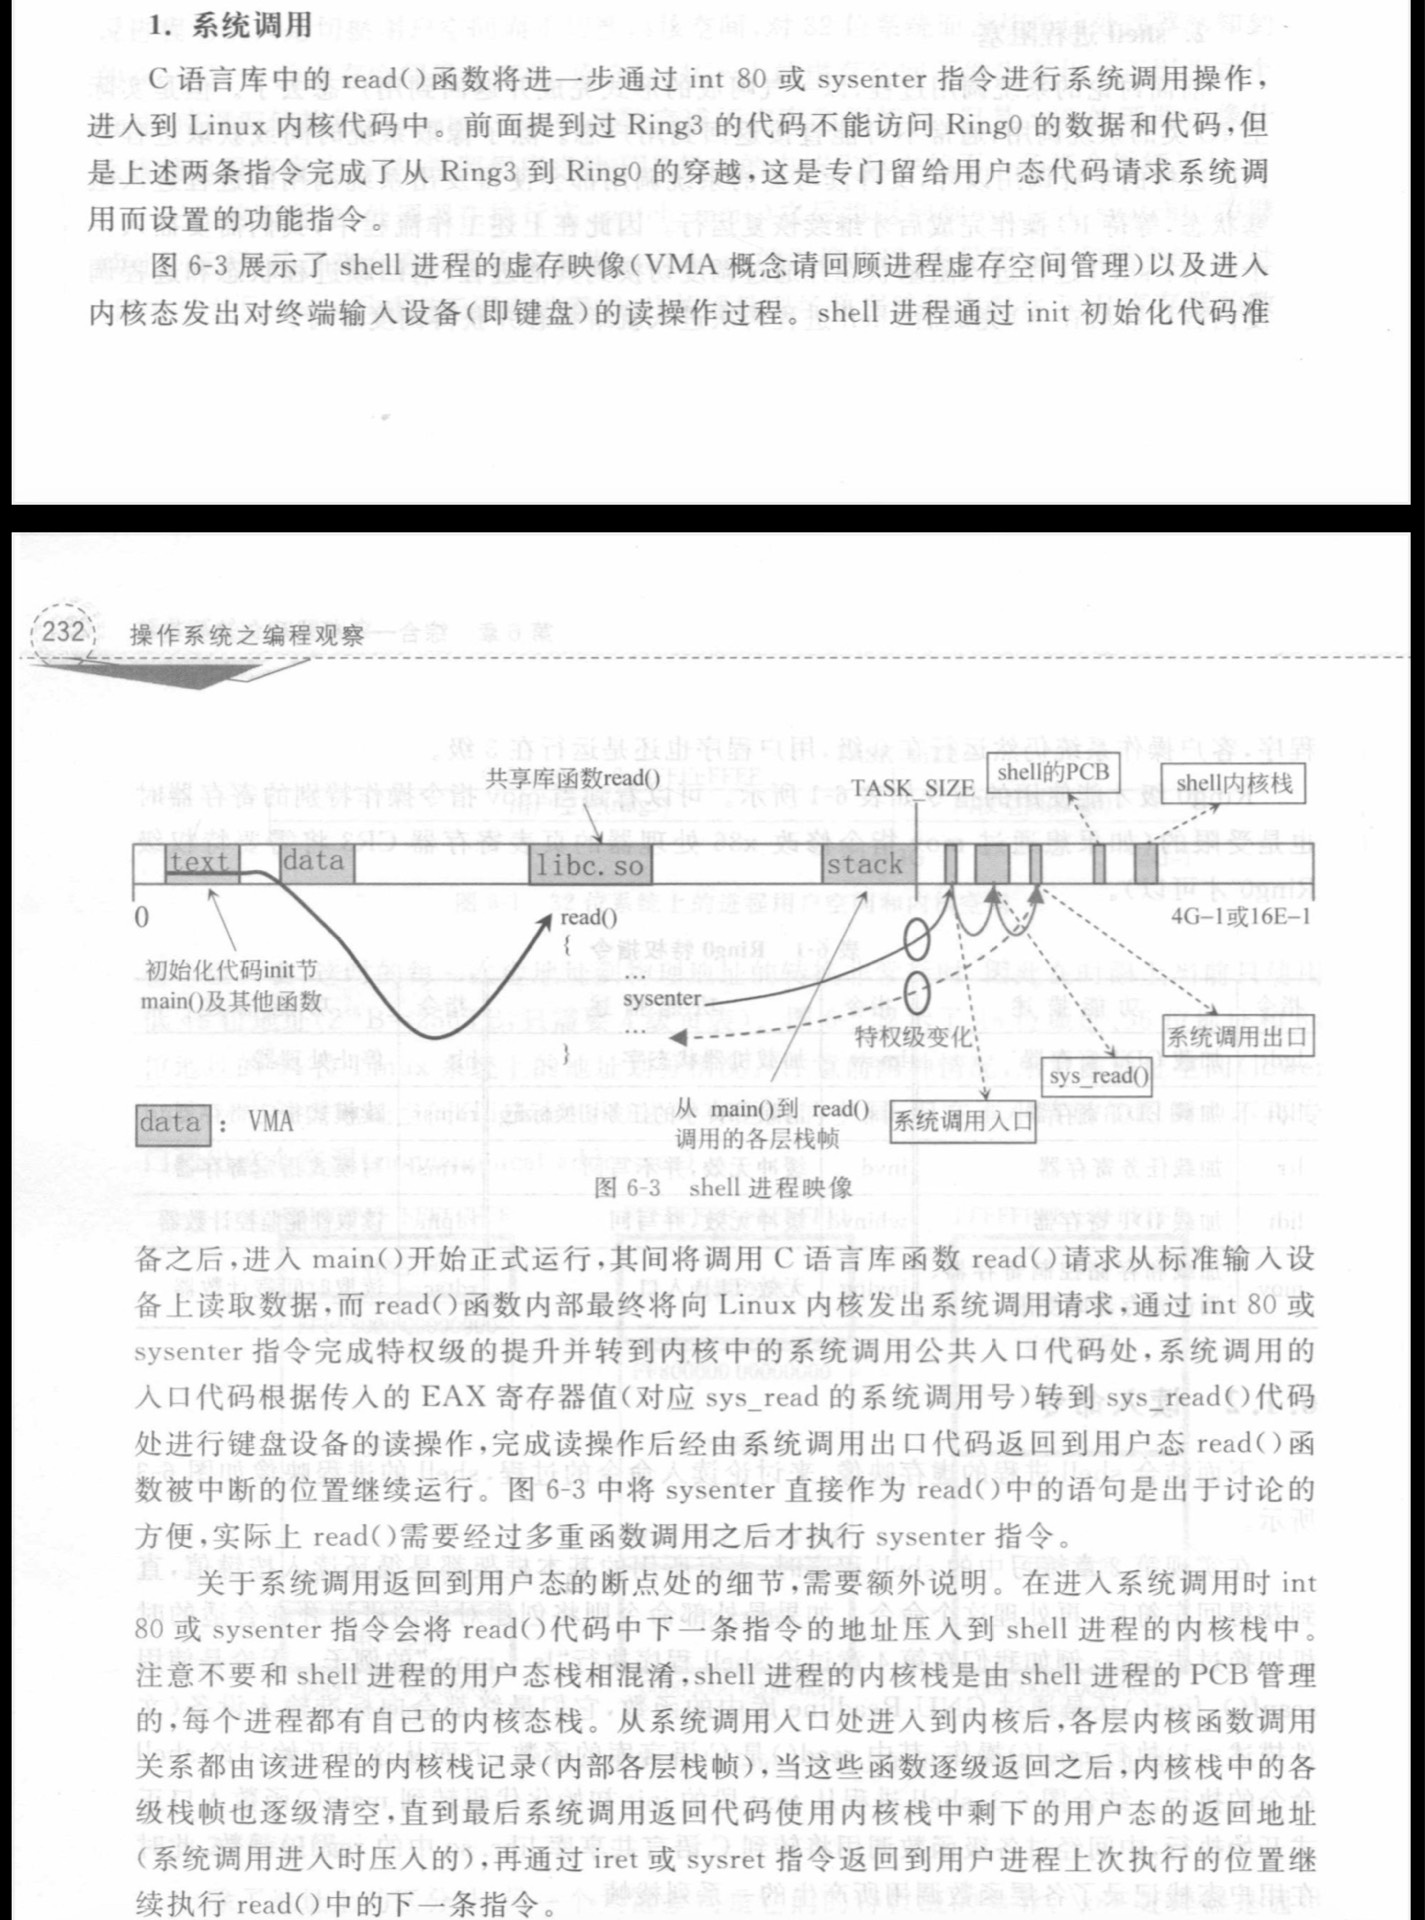 1. 系统调用
C 语言库中的 read()函数将进一步通过 int 80 或 sysenter 指令进行系统调用操作,
进入到 Linux 内核代码中。前面提到过 Ring3 的代码不能访问 Ring0 的数据和代码,但
是上述两条指令完成了从 Ring3 到 Ring0 的穿越,这是专门留给用户态代码请求系统调
用而设置的功能指令。
图 6-3 展示了 shell 进程的虚存映像(VMA 概念请回顾进程虚存空间管理)以及进入
内核态发出对终端输入设备(即键盘)的读操作过程。shell 进程通过 init 初始化代码准
232 操作系统之编程观察
共享库函数read()
TASK_SIZE
shell的PCB
shell内核栈
text
data
libc.so
stack
0
4G–1或16E–1
read()
{
...
sysenter
...
}
初始化代码init节
main()及其他函数
特权级变化
系统调用出口
sys_read()
系统调用入口
从 main()到 read()
调用的各层栈帧
data : VMA
图 6-3 shell 进程映像
备之后,进入 main()开始正式运行,其间将调用 C 语言库函数 read()请求从标准输入设
备上读取数据,而 read()函数内部最终将向 Linux 内核发出系统调用请求,通过 int 80 或
sysenter 指令完成特权级的提升并转到内核中的系统调用公共入口代码处,系统调用的
入口代码根据传入的 EAX 寄存器值(对应 sys_read 的系统调用号)转到 sys_read()代码
处进行键盘设备的读操作,完成读操作后经由系统调用出口代码返回到用户态 read()函
数被中断的位置继续运行。图 6-3 中将 sysenter 直接作为 read()中的语句是出于讨论的
方便,实际上 read()需要经过多重函数调用之后才执行 sysenter 指令。
关于系统调用返回到用户态的断点处的细节,需要额外说明。在进入系统调用时 int
80 或 sysenter 指令会将 read()代码中下一条指令的地址压入到 shell 进程的内核栈中。
注意不要和 shell 进程的用户态栈相混淆,shell 进程的内核栈是由 shell 进程的 PCB 管理
的,每个进程都有自己的内核态栈。从系统调用入口处进入到内核后,各层内核函数调用
关系都由该进程的内核栈记录(内部各层栈帧),当这些函数逐级返回之后,内核栈中的各
级栈帧也逐级清空,直到最后系统调用返回代码使用内核栈中剩下的用户态的返回地址
(系统调用进入时压入的),再通过 iret 或 sysret 指令返回到用户进程上次执行的位置继
续执行 read()中的下一条指令。